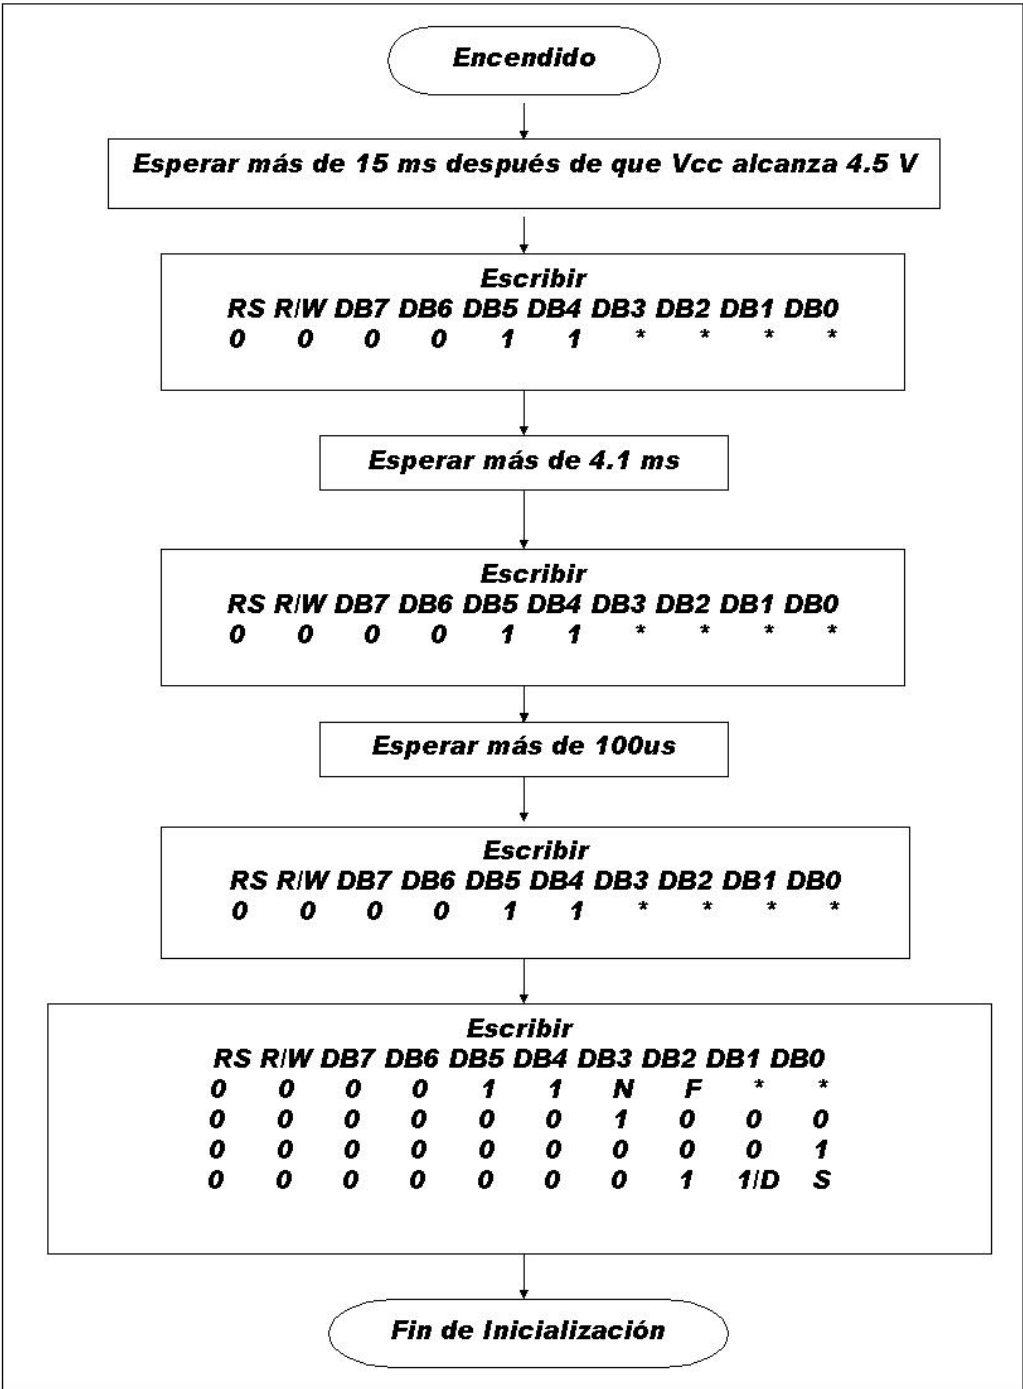 Encendido
Esperar más de 15 ms después de que Vcc alcanza 4.5 V
Escribir
RS R/W DB7 DB6 DB5 DB4 DB3 DB2 DB1 DB0
0 0 0 0 1 1 * * * *
Esperar más de 4.1 ms
Escribir
RS R/W DB7 DB6 DB5 DB4 DB3 DB2 DB1 DB0
0 0 0 0 1 1 * * * *
Esperar más de 100us
Escribir
RS R/W DB7 DB6 DB5 DB4 DB3 DB2 DB1 DB0
0 0 0 0 1 1 * * * *
Escribir
RS R/W DB7 DB6 DB5 DB4 DB3 DB2 DB1 DB0
0 0 0 0 1 1 N F * *
0 0 0 0 0 0 1 0 0 0
0 0 0 0 0 0 0 0 0 1
0 0 0 0 0 0 0 1 1/D S
Fin de Inicialización